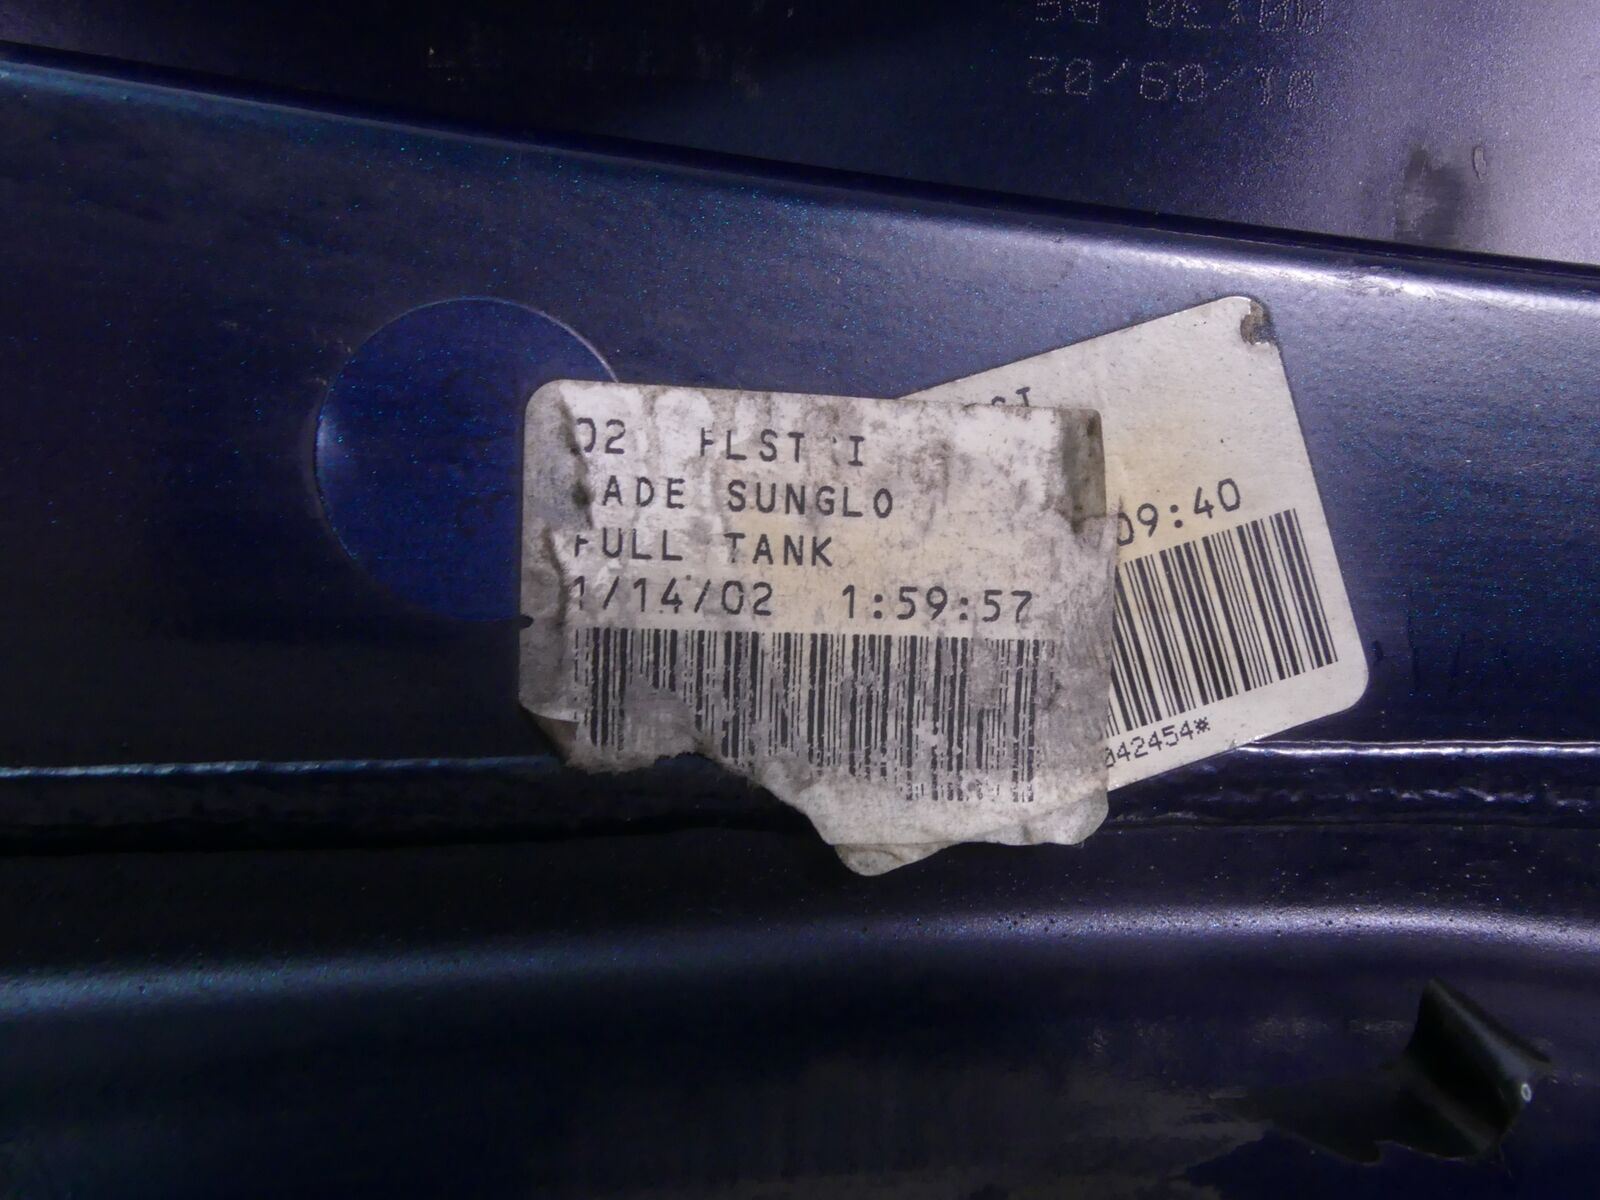 02 FLST I
ADE SUNGLO
FULL TANK
1/14/02 1:59:57
09:40
042454*